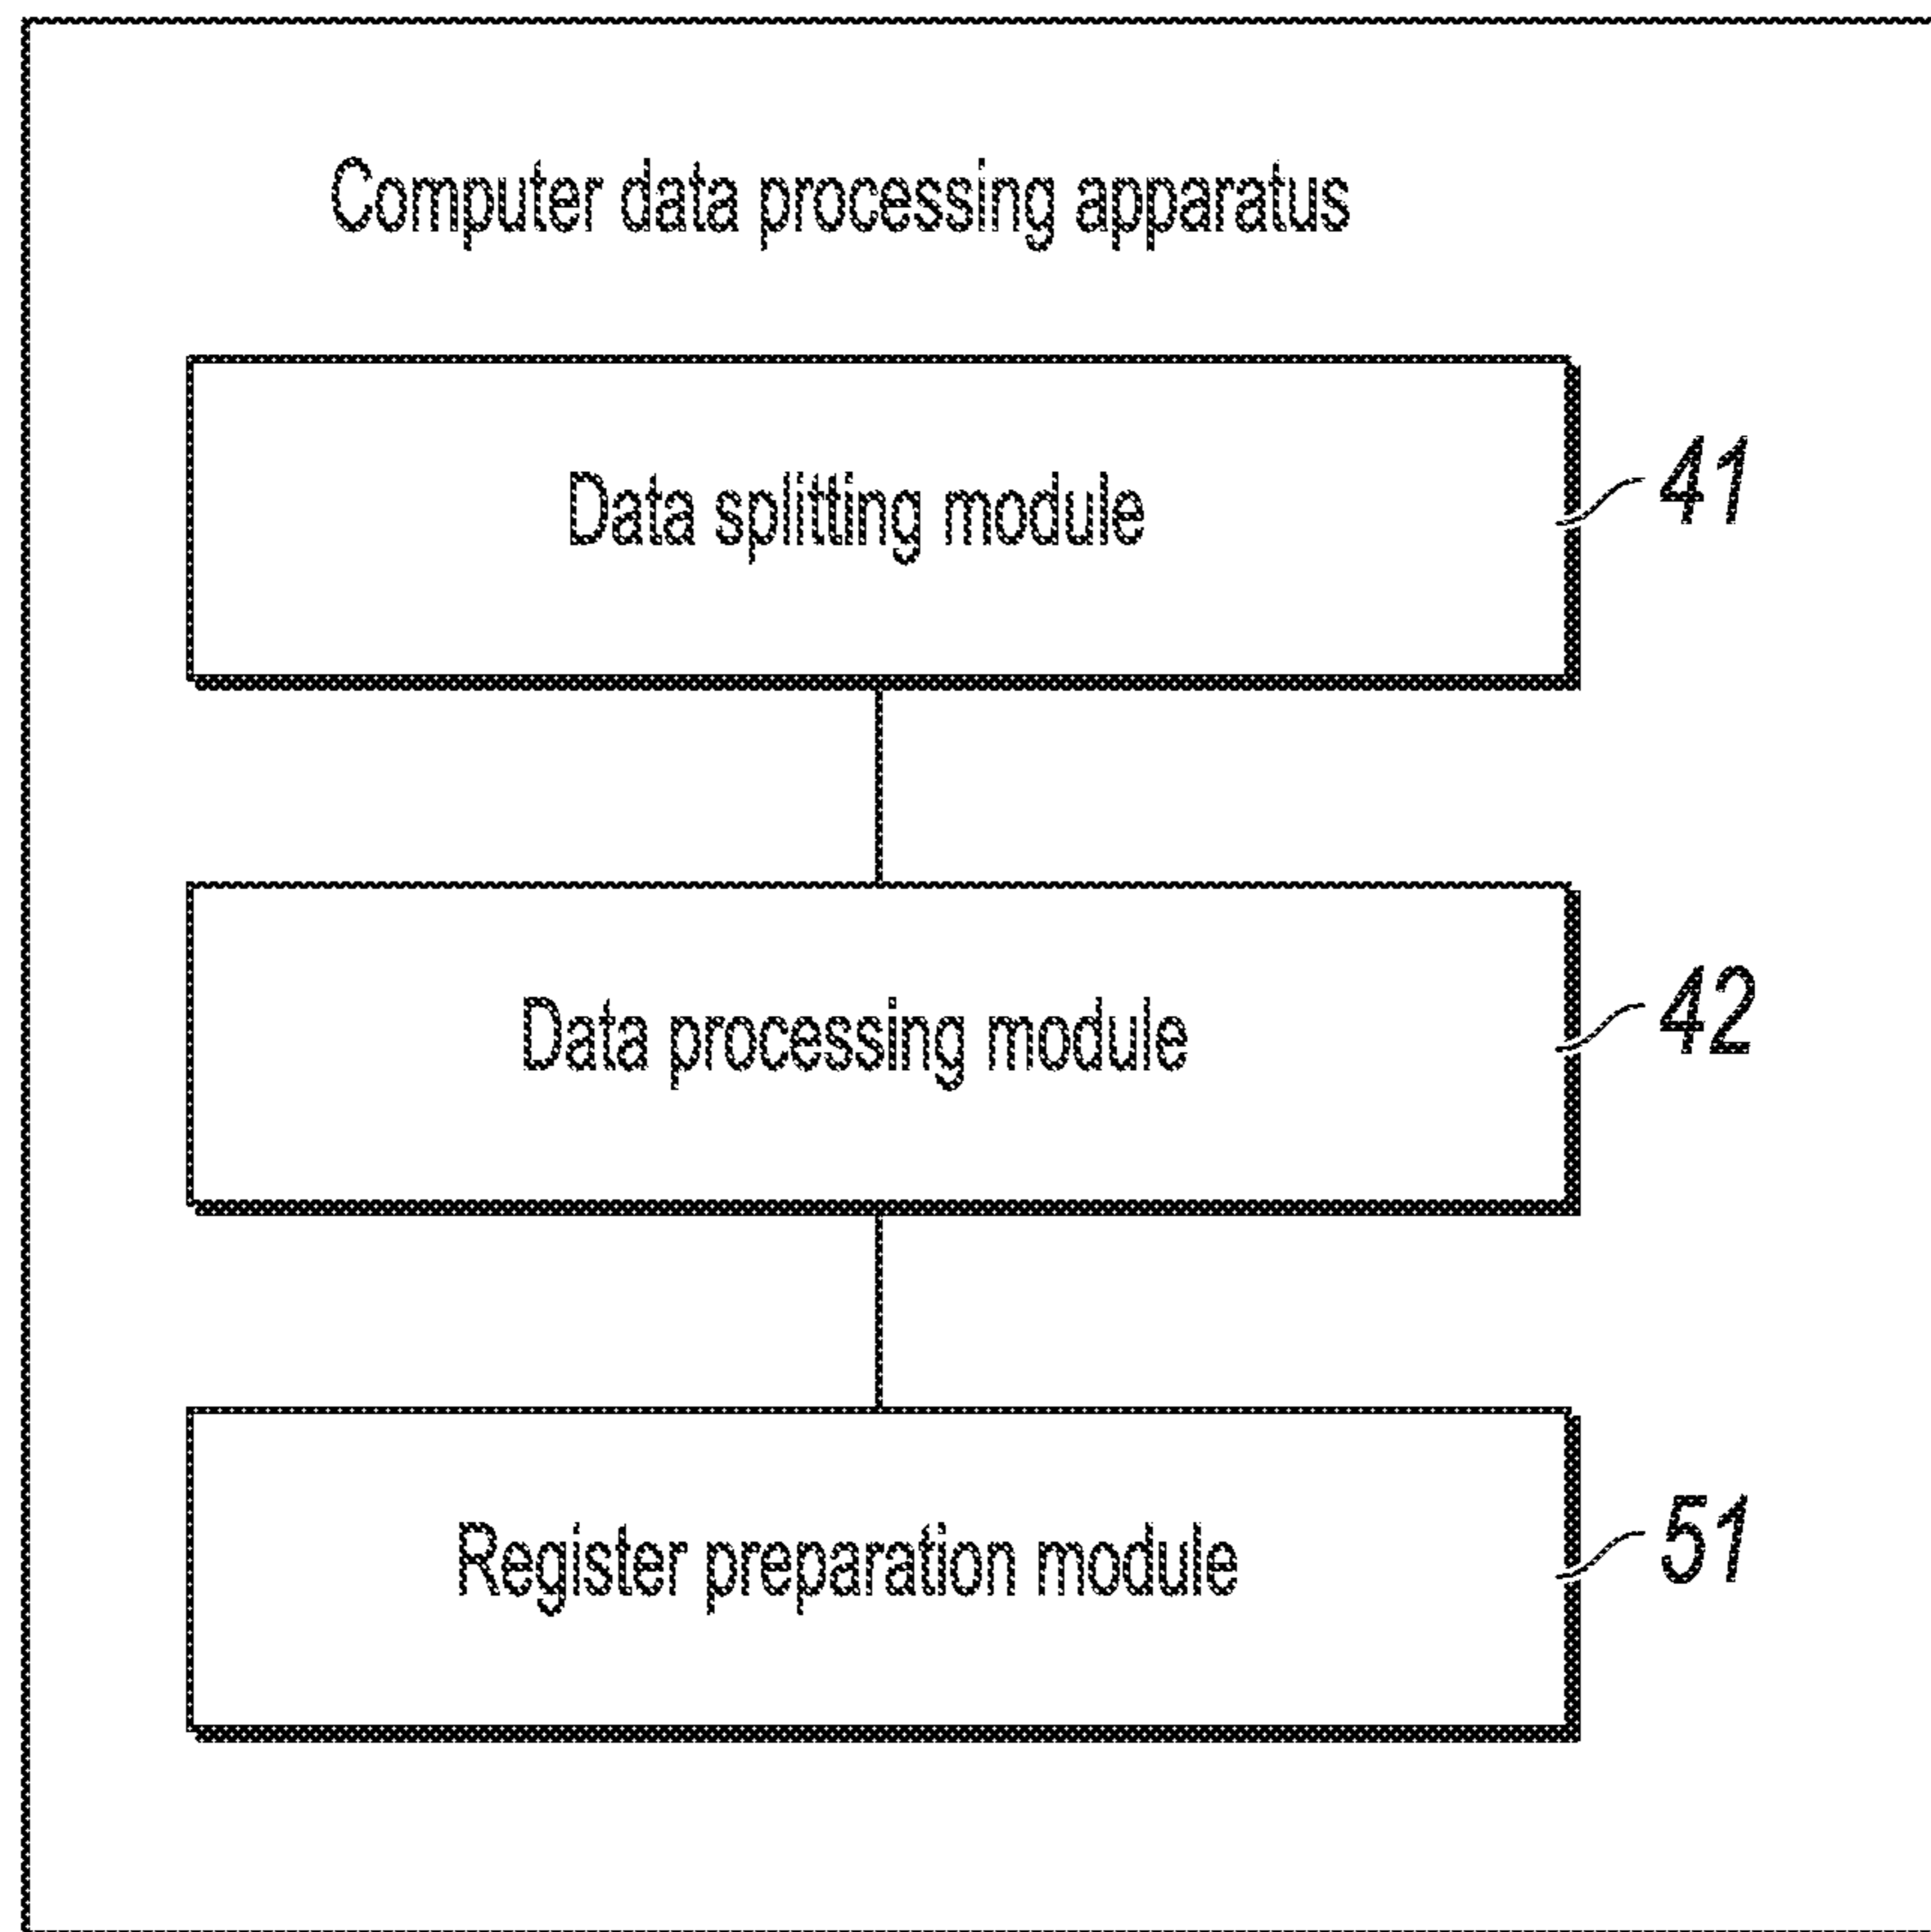 Computer data processing apparatus
Data splitting module
41
Data processing module
42
Register preparation module
51